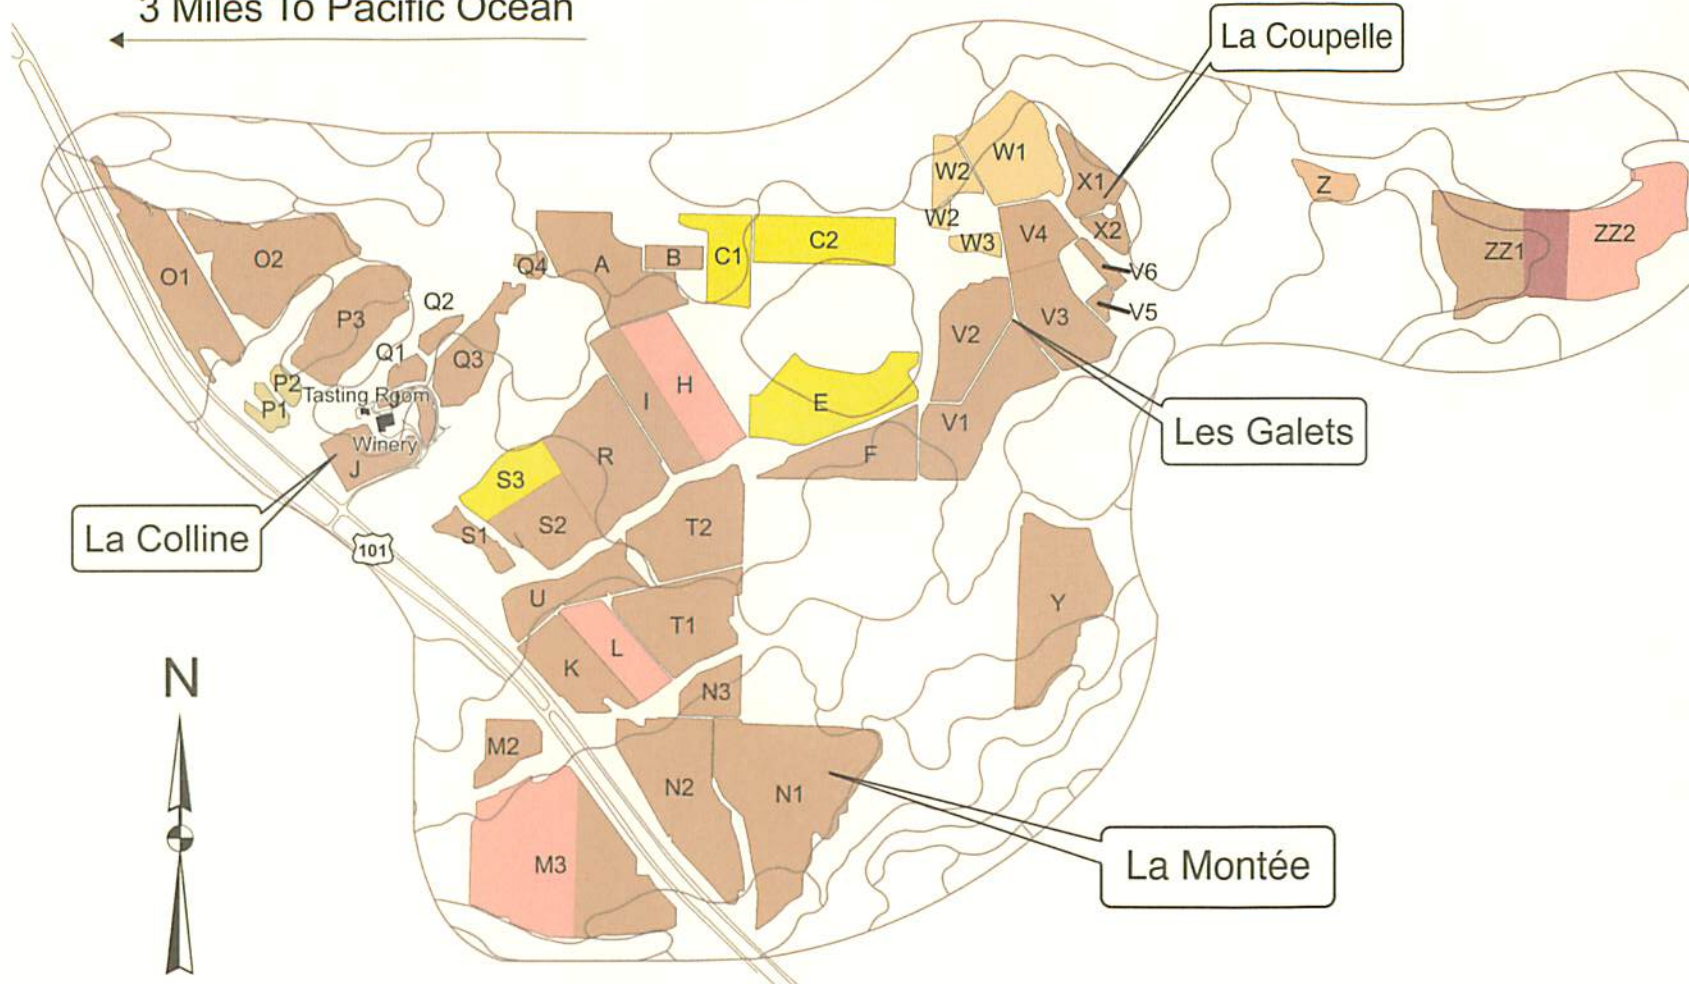 3 Miles To Pacific Ocean
La Coupelle
W1
W2
X1
Z
W2
X2
V4
C2
W3
ZZ2
ZZ1
C1
B
A
Q4
O2
O1
V6
Q2
V5
P3
V3
V2
Q1
Q3
P2
H
Tasting Room
J
I
E
P1
V1
Les Galets
Winery
F
R
J
S3
La Colline
S1
S2
T2
101
U
Y
T1
L
K
N
N3
M2
N2
N1
M3
La Montée